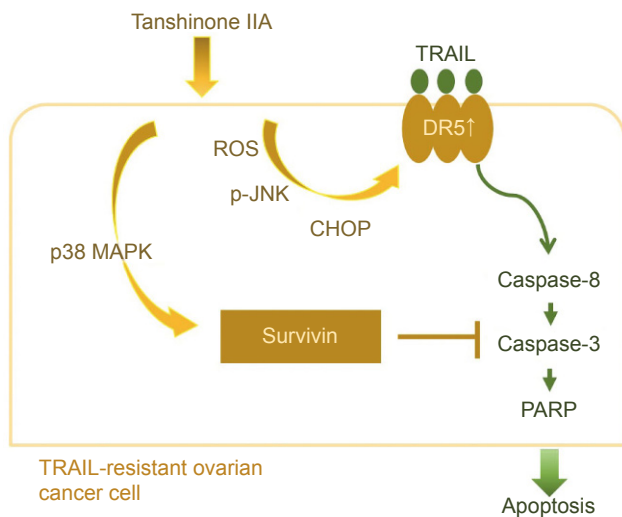 Tanshinone IIA
TRAIL
DR5↑
ROS
p-JNK
CHOP
p38 MAPK
Caspase-8
Survivin
Caspase-3
PARP
TRAIL-resistant ovarian
cancer cell
Apoptosis